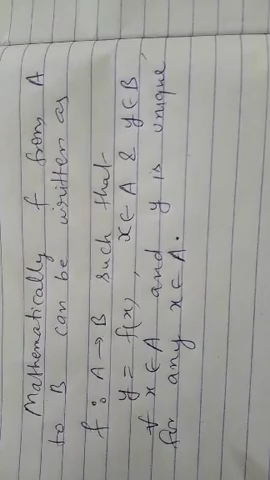 Mathematically f from A
to B can be written as
f : A → B such that
y = f(x), x ∈ A & y ∈ B,
∀ x ∈ A and y is unique
for any x ∈ A.